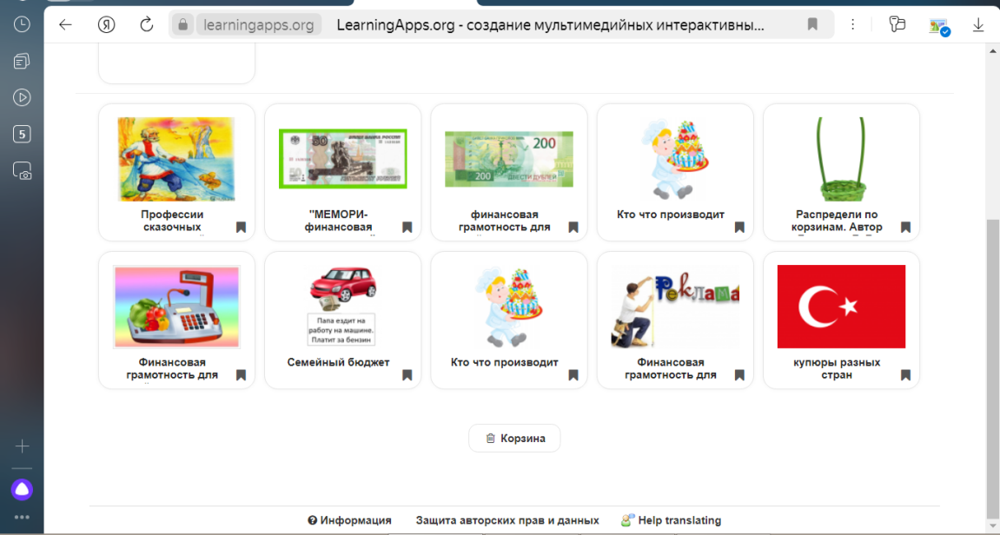 Я
learningapps.org
LearningApps.org - создание мультимедийных интерактивны...
5
50
200
200
ДВЕСТИ РУБЛЕЙ
Профессии
сказочных
"МЕМОРИ-
финансовая
финансовая
грамотность для
Кто что производит
Распредели по
корзинам. Автор
Папа ездит на
работу на машине.
Платит за бензин
Реклама
Финансовая
грамотность для
Семейный бюджет
Кто что производит
Финансовая
грамотность для
купюры разных
стран
Корзина
Информация
Защита авторских прав и данных
Help translating